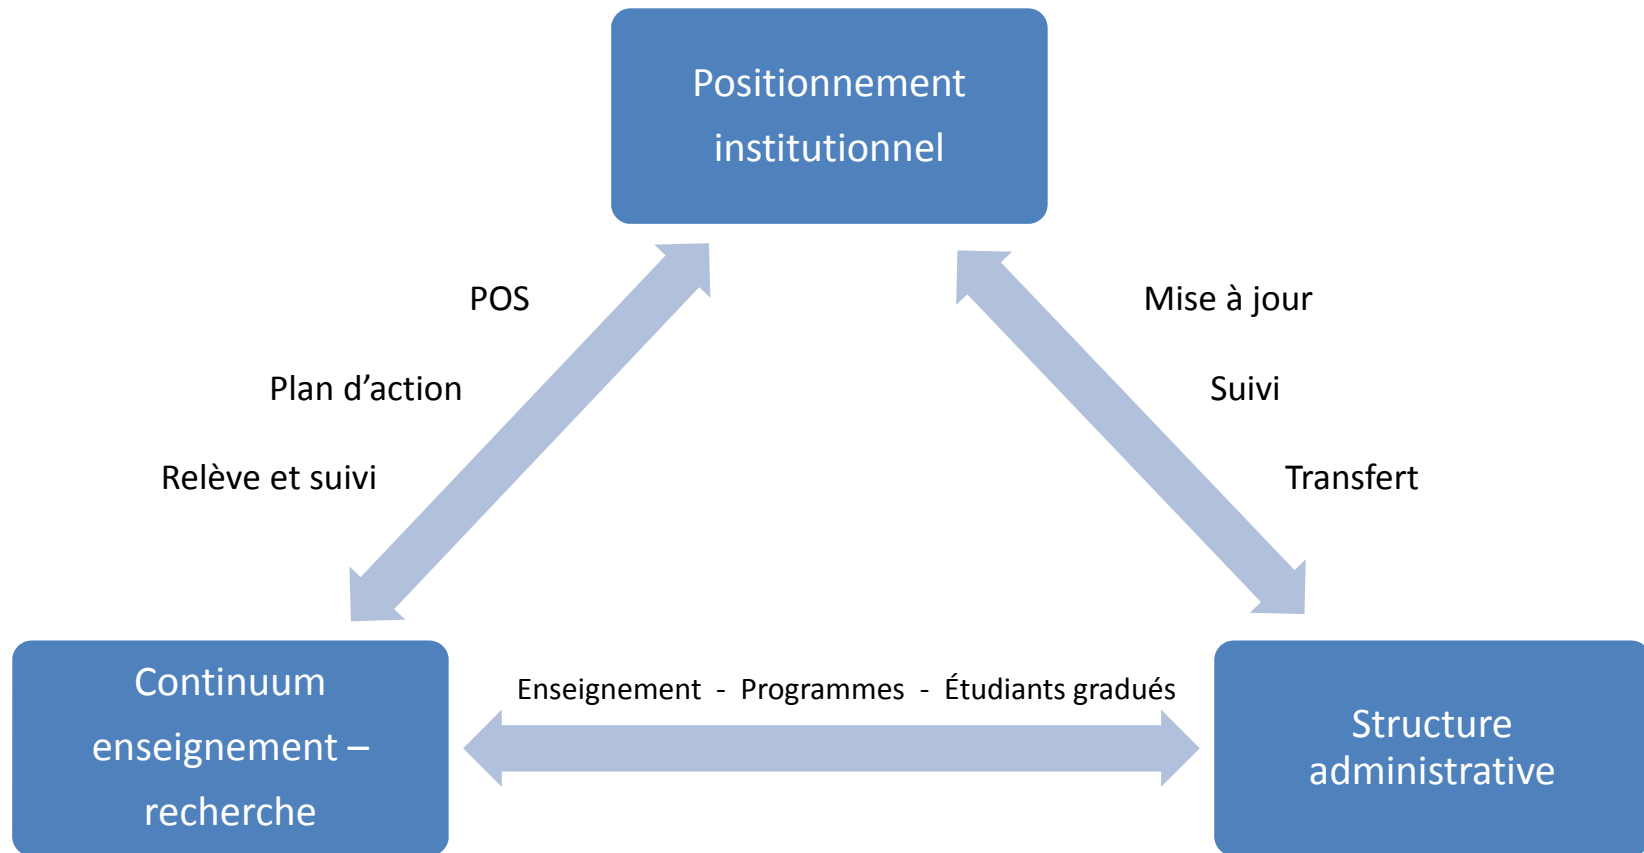 Positionnement
institutionnel
POS
Mise à jour
Plan d’action
Suivi
Relève et suivi
Transfert
Continuum
enseignement –
recherche
Enseignement  -  Programmes  -  Étudiants gradués
Structure
administrative